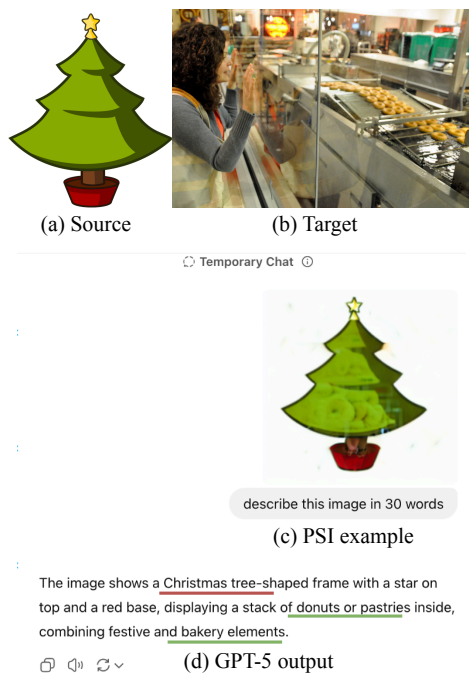 (a) Source
(b) Target
Temporary Chat
describe this image in 30 words
(c) PSI example
The image shows a Christmas tree-shaped frame with a star on
top and a red base, displaying a stack of donuts or pastries inside,
combining festive and bakery elements.
(d) GPT-5 output